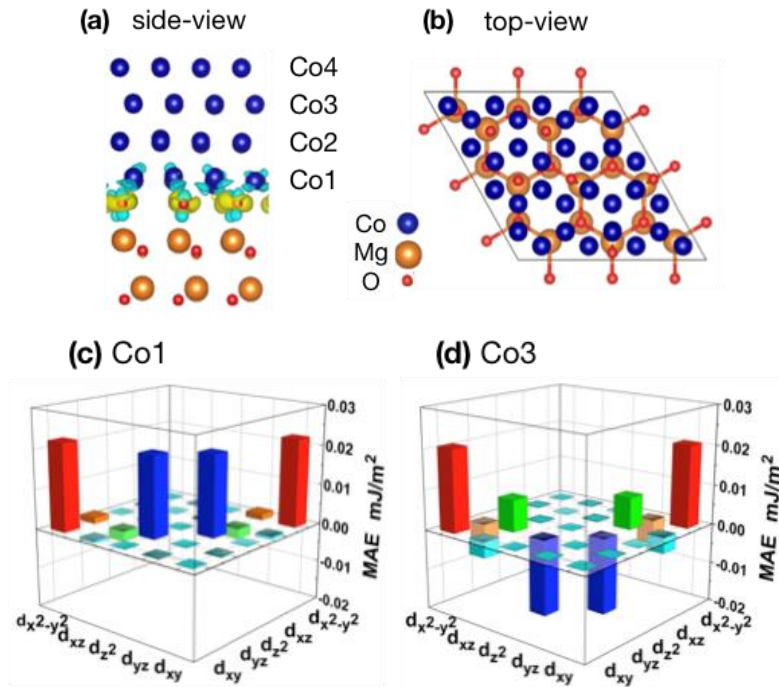 (a) side-view
Co4
Co3
Co2
Co1
(b) top-view
Co
Mg
O
(c) Co1
0.03
0.02
0.01
0.00
-0.01
-0.02
MAE mJ/m²
dx²-y²
dxz
dz²
dyz
dxy
dxy
dyz
dz²
dxz
dx²-y²
(d) Co3
0.03
0.02
0.01
0.00
-0.01
-0.02
MAE mJ/m²
dx²-y²
dxz
dz²
dyz
dxy
dxy
dyz
dz²
dxz
dx²-y²